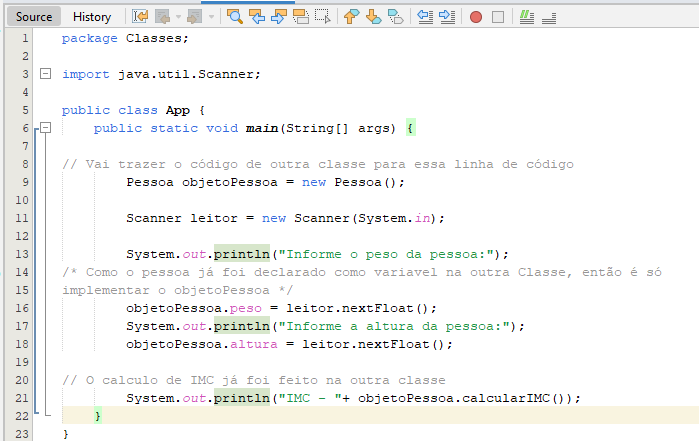 Source History
1 package Classes;
2
3 import java.util.Scanner;
4
5 public class App {
6 public static void main(String[] args) {
7
8 // Vai trazer o código de outra classe para essa linha de código
9 Pessoa objetoPessoa = new Pessoa();
10
11 Scanner leitor = new Scanner(System.in);
12
13 System.out.println("Informe o peso da pessoa:");
14 /* Como o pessoa já foi declarado como variavel na outra Classe, então é só
15 implementar o objetoPessoa */
16 objetoPessoa.peso = leitor.nextFloat();
17 System.out.println("Informe a altura da pessoa:");
18 objetoPessoa.altura = leitor.nextFloat();
19
20 // O calculo de IMC já foi feito na outra classe
21 System.out.println("IMC - "+ objetoPessoa.calcularIMC());
22 }
23 }